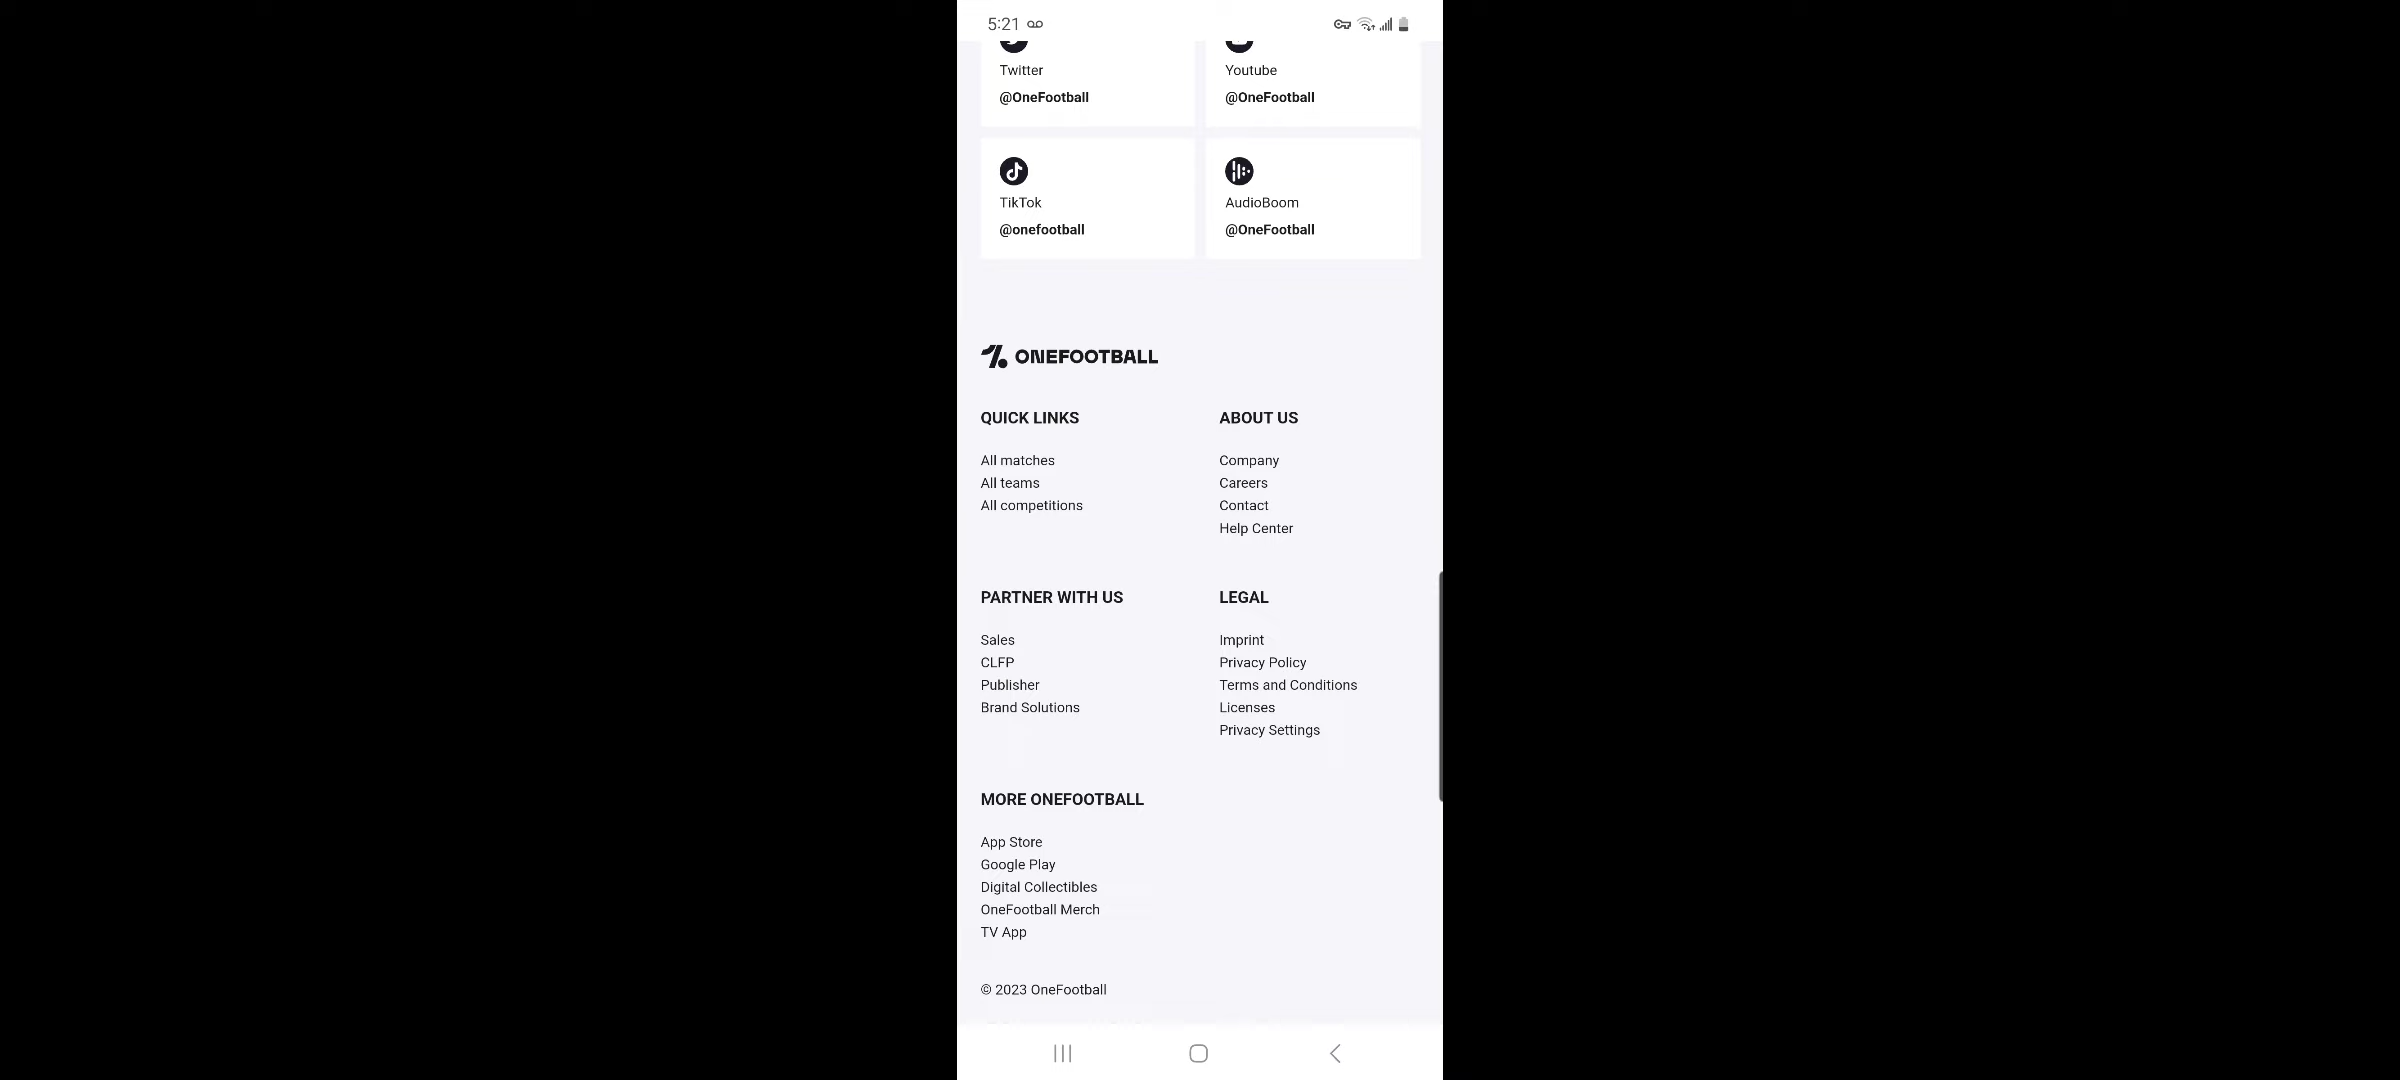 5:21
Twitter
@OneFootball
Youtube
@OneFootball
TikTok
@onefootball
AudioBoom
@OneFootball
ONEFOOTBALL
QUICK LINKS
All matches
All teams
All competitions
ABOUT US
Company
Careers
Contact
Help Center
PARTNER WITH US
Sales
CLFP
Publisher
Brand Solutions
LEGAL
Imprint
Privacy Policy
Terms and Conditions
Licenses
Privacy Settings
MORE ONEFOOTBALL
App Store
Google Play
Digital Collectibles
OneFootball Merch
TV App
© 2023 OneFootball